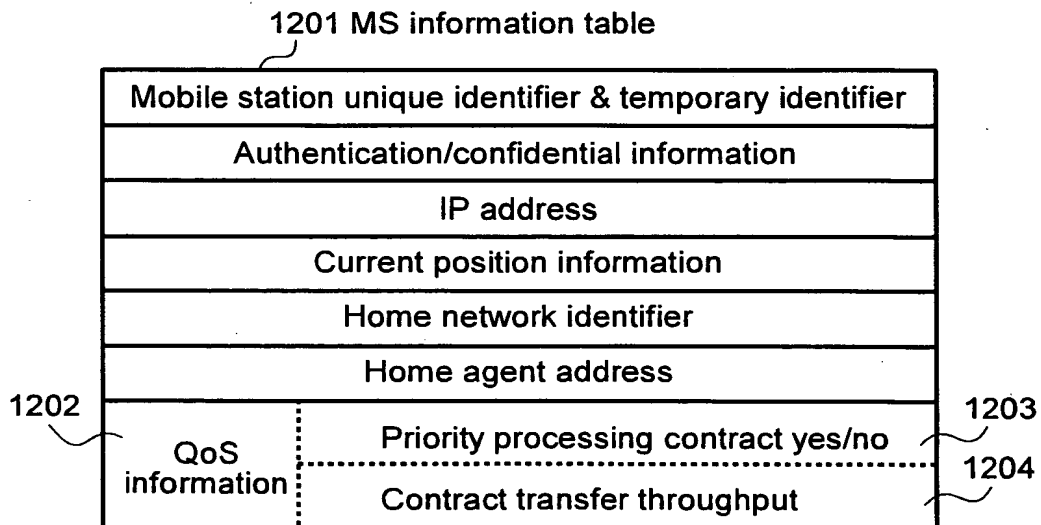 1201 MS information table
Mobile station unique identifier & temporary identifier
Authentication/confidential information
IP address
Current position information
Home network identifier
Home agent address
1202
QoS
information
Priority processing contract yes/no
1203
Contract transfer throughput
1204